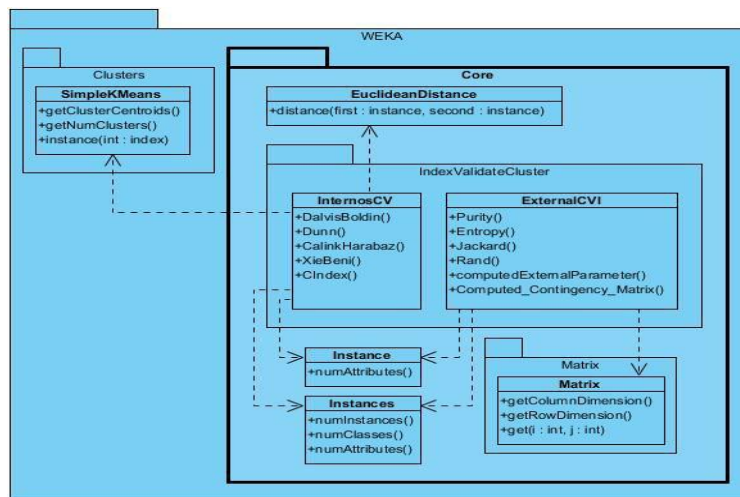 WEKA
Clusters
SimpleKMeans
+getClusterCentroids()
+getNumClusters()
+instance(int : index)
Core
EuclideanDistance
+distance(first : instance, second : instance)
IndexValidateCluster
InternosCV
+DalvisBoldin()
+Dunn()
+CalinkHarabaz()
+XieBeni()
+CIndex()
ExternalCVI
+Purity()
+Entropy()
+Jackard()
+Rand()
+computedExternalParameter()
+Computed_Contingency_Matrix()
Instance
+numAttributes()
Instances
+numInstances()
+numClasses()
+numAttributes()
Matrix
Matrix
+getColumnDimension()
+getRowDimension()
+get(i : int, j : int)